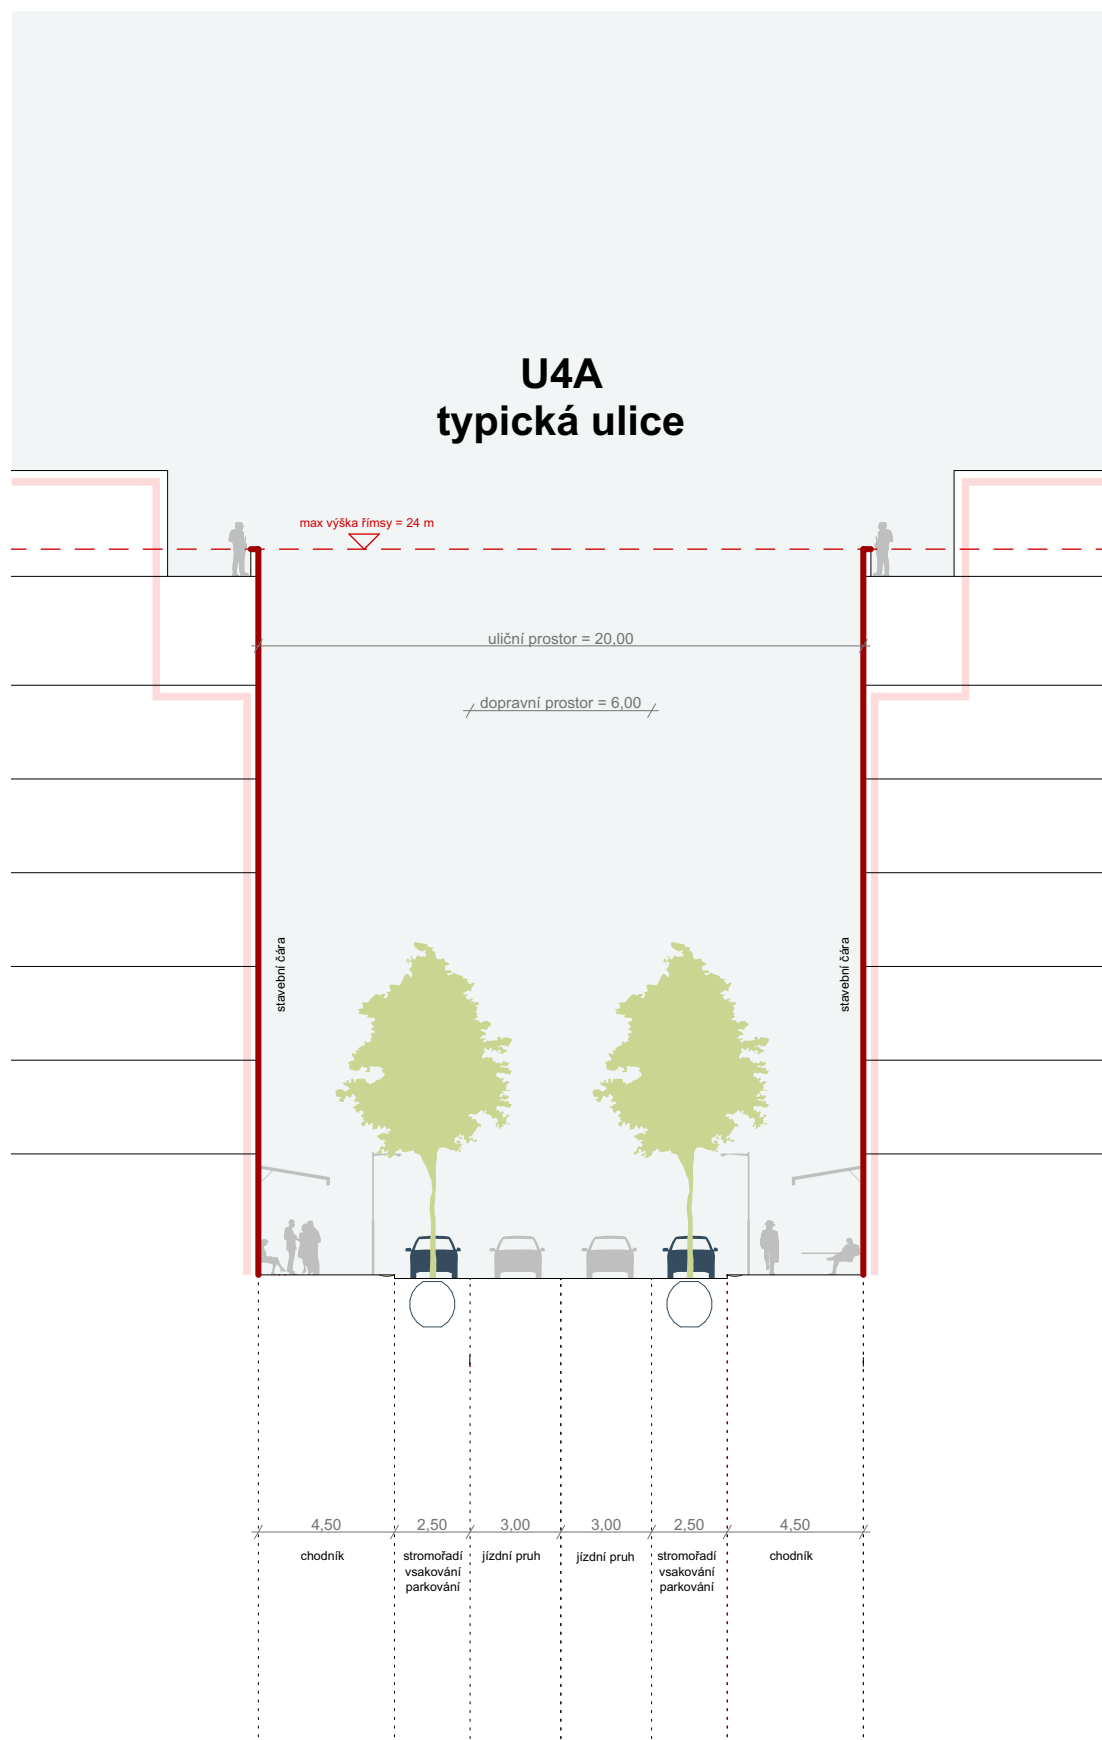 U4A
typická ulice
max výška římsy = 24 m
uliční prostor = 20,00
dopravní prostor = 6,00
stavební čára
stavební čára
4,50
2,50
3,00
3,00
2,50
4,50
chodník
stromořadí
vsakování
parkování
jízdní pruh
jízdní pruh
stromořadí
vsakování
parkování
chodník